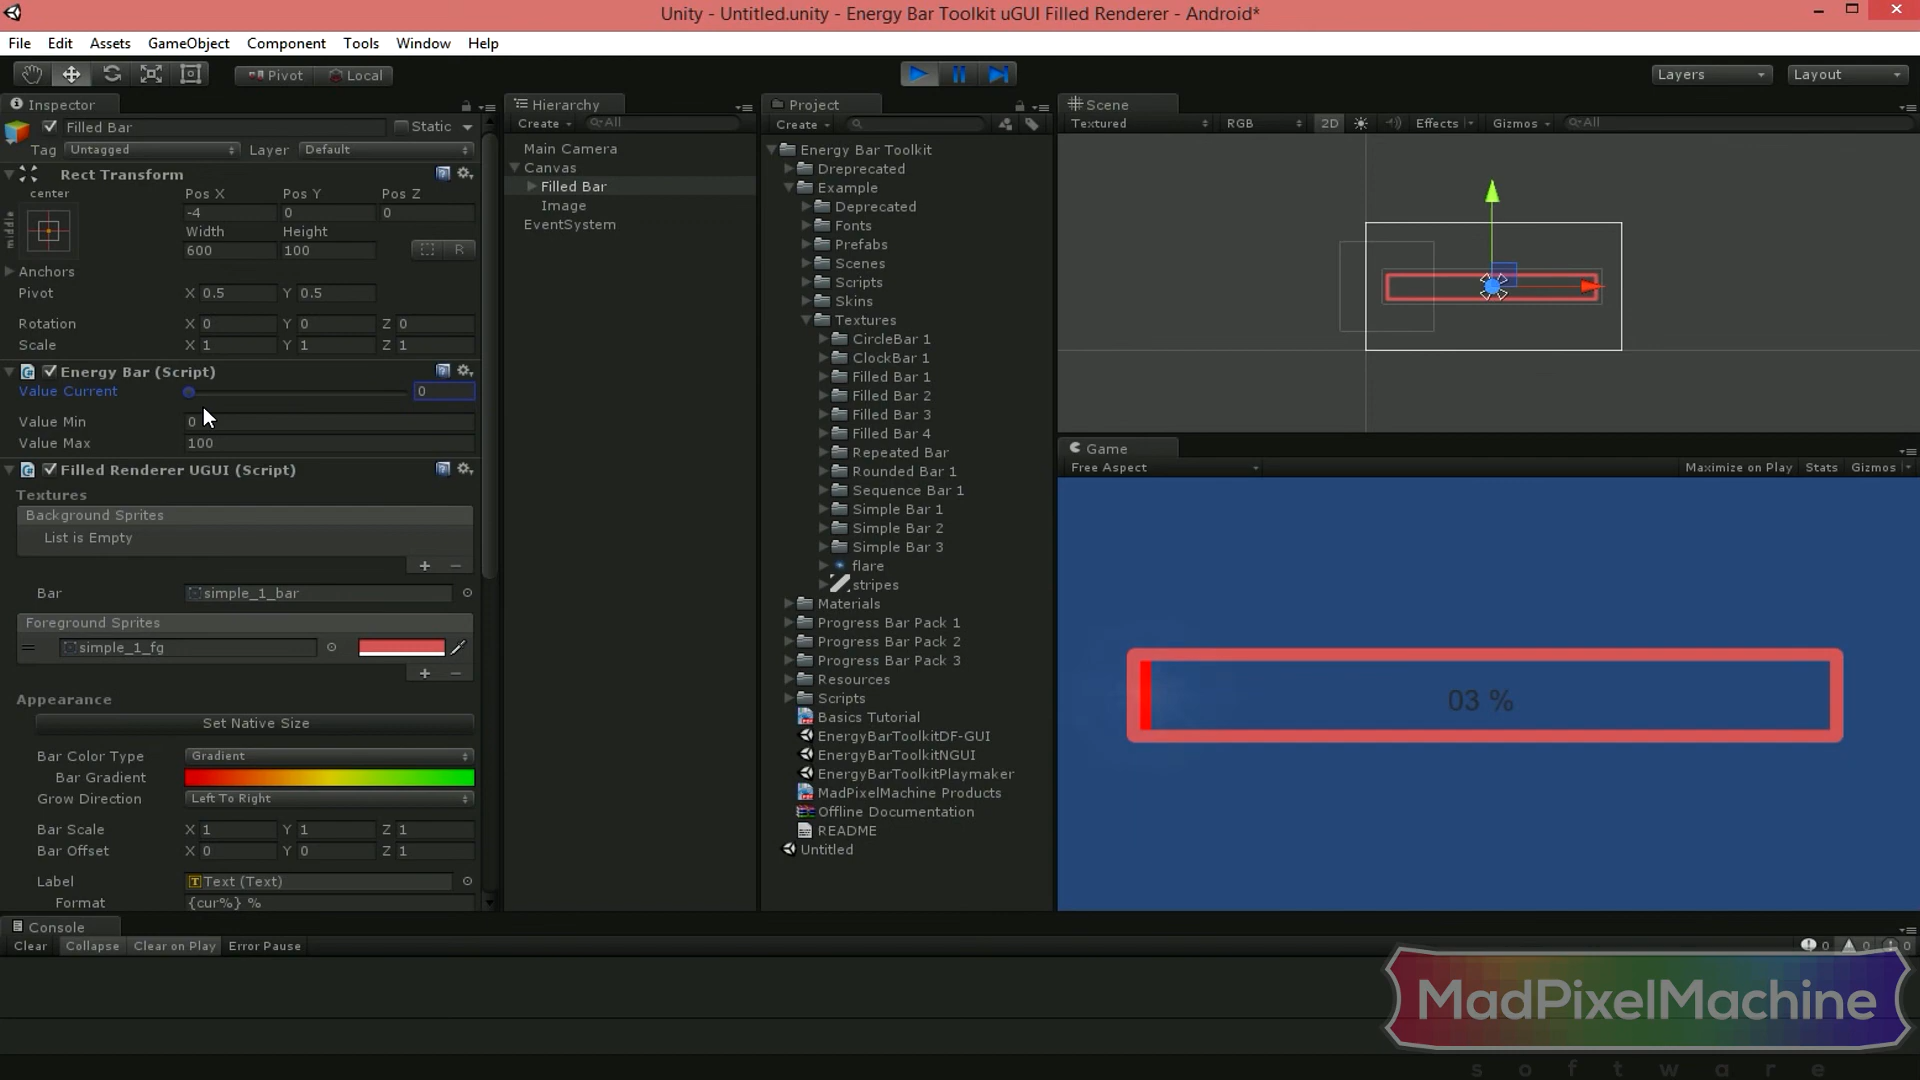 Unity - Untitled.unity - Energy Bar Toolkit uGUI Filled Renderer - Android*
File Edit Assets GameObject Component Tools Window Help
Pivot Local
Layers Layout
Inspector
Filled Bar Static
Tag Untagged Layer Default
Rect Transform
center
middle
Pos X Pos Y Pos Z
-4 0 0
Width Height
600 100
R
Anchors
Pivot X 0.5 Y 0.5
Rotation X 0 Y 0 Z 0
Scale X 1 Y 1 Z 1
Energy Bar (Script)
Value Current 0
Value Min 0
Value Max 100
Filled Renderer UGUI (Script)
Textures
Background Sprites
List is Empty
+ −
Bar simple_1_bar
Foreground Sprites
simple_1_fg
+ −
Appearance
Set Native Size
Bar Color Type Gradient
Bar Gradient
Grow Direction Left To Right
Bar Scale X 1 Y 1 Z 1
Bar Offset X 0 Y 0 Z 1
Label Text (Text)
Format {cur%} %
Hierarchy
Create All
Main Camera
Canvas
Filled Bar
Image
EventSystem
Project
Create
Energy Bar Toolkit
Dreprecated
Example
Deprecated
Fonts
Prefabs
Scenes
Scripts
Skins
Textures
CircleBar 1
ClockBar 1
Filled Bar 1
Filled Bar 2
Filled Bar 3
Filled Bar 4
Repeated Bar
Rounded Bar 1
Sequence Bar 1
Simple Bar 1
Simple Bar 2
Simple Bar 3
flare
stripes
Materials
Progress Bar Pack 1
Progress Bar Pack 2
Progress Bar Pack 3
Resources
Scripts
Basics Tutorial
EnergyBarToolkitDF-GUI
EnergyBarToolkitNGUI
EnergyBarToolkitPlaymaker
MadPixelMachine Products
Offline Documentation
README
Untitled
Scene
Textured RGB 2D Effects Gizmos All
Game
Free Aspect Maximize on Play Stats Gizmos
03 %
Console
Clear Collapse Clear on Play Error Pause 0 0 0
MadPixelMachine
software